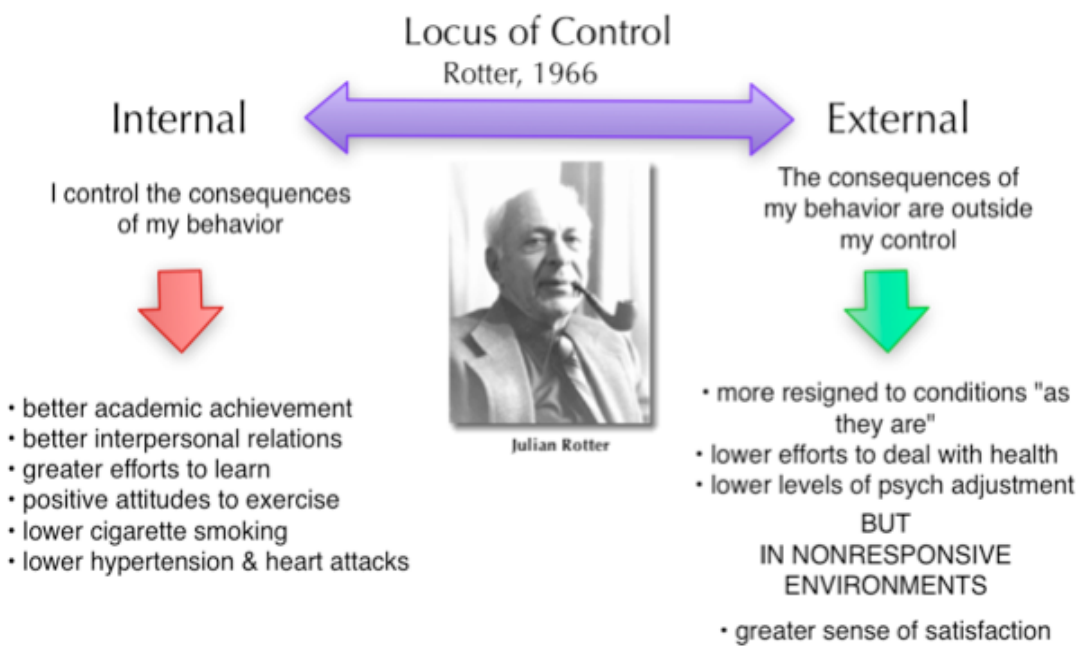 Locus of Control
Rotter, 1966
Internal
External
I control the consequences
of my behavior
The consequences of
my behavior are outside
my control
• better academic achievement
• better interpersonal relations
• greater efforts to learn
• positive attitudes to exercise
• lower cigarette smoking
• lower hypertension & heart attacks
Julian Rotter
• more resigned to conditions "as
they are"
• lower efforts to deal with health
• lower levels of psych adjustment
BUT
IN NONRESPONSIVE
ENVIRONMENTS
• greater sense of satisfaction